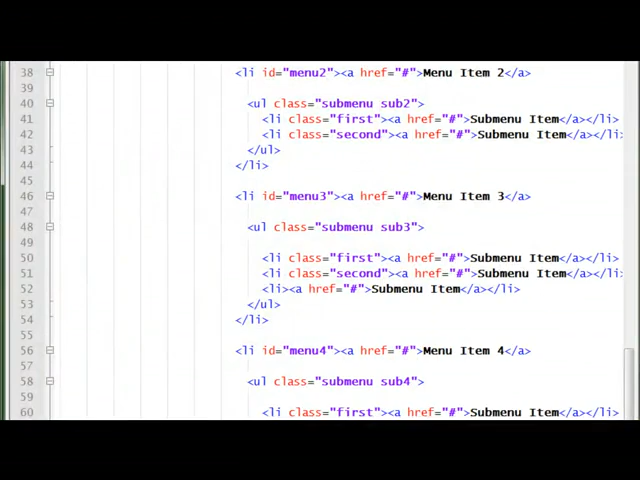 38 <li id="menu2"><a href="#">Menu Item 2</a>
39
40 <ul class="submenu sub2">
41 <li class="first"><a href="#">Submenu Item</a></li>
42 <li class="second"><a href="#">Submenu Item</a></li>
43 </ul>
44 </li>
45
46 <li id="menu3"><a href="#">Menu Item 3</a>
47
48 <ul class="submenu sub3">
49
50 <li class="first"><a href="#">Submenu Item</a></li>
51 <li class="second"><a href="#">Submenu Item</a></li>
52 <li><a href="#">Submenu Item</a></li>
53 </ul>
54 </li>
55
56 <li id="menu4"><a href="#">Menu Item 4</a>
57
58 <ul class="submenu sub4">
59
60 <li class="first"><a href="#">Submenu Item</a></li>